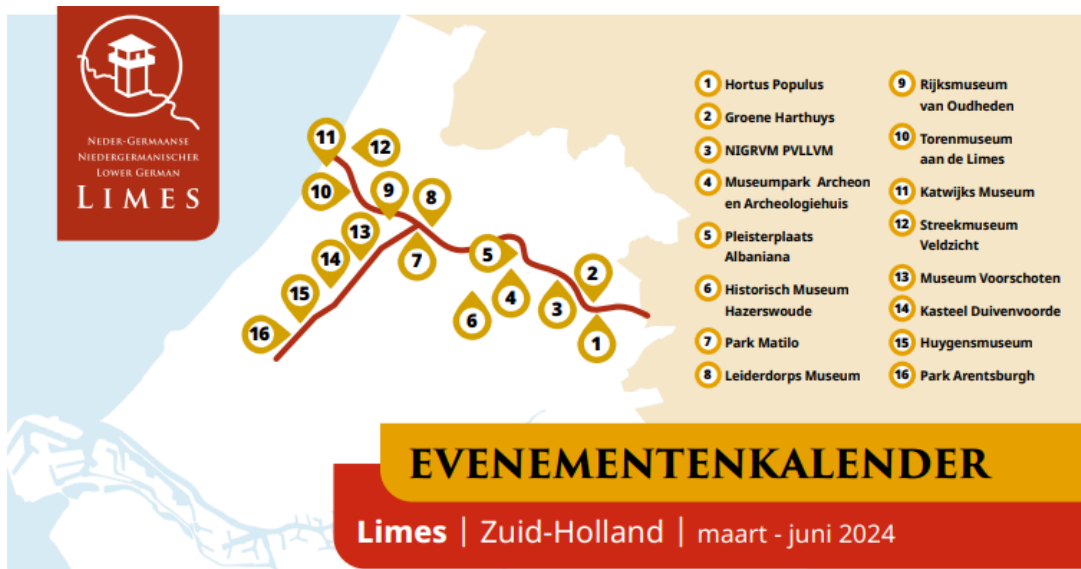 NEDER-GERMAANSE
NIEDERGERMANISCHER
LOWER GERMAN
LIMES
11
12
10
9
8
13
7
14
5
2
15
4
3
6
16
1
1 Hortus Populus
2 Groene Harthuys
3 NIGRVM PVLLVM
4 Museumpark Archeon
en Archeologiehuis
5 Pleisterplaats
Albaniana
6 Historisch Museum
Hazerswoude
7 Park Matilo
8 Leiderdorps Museum
9 Rijksmuseum
van Oudheden
10 Torenmuseum
aan de Limes
11 Katwijks Museum
12 Streekmuseum
Veldzicht
13 Museum Voorschoten
14 Kasteel Duivenvoorde
15 Huygensmuseum
16 Park Arentsburgh
EVENEMENTENKALENDER
Limes | Zuid-Holland | maart - juni 2024